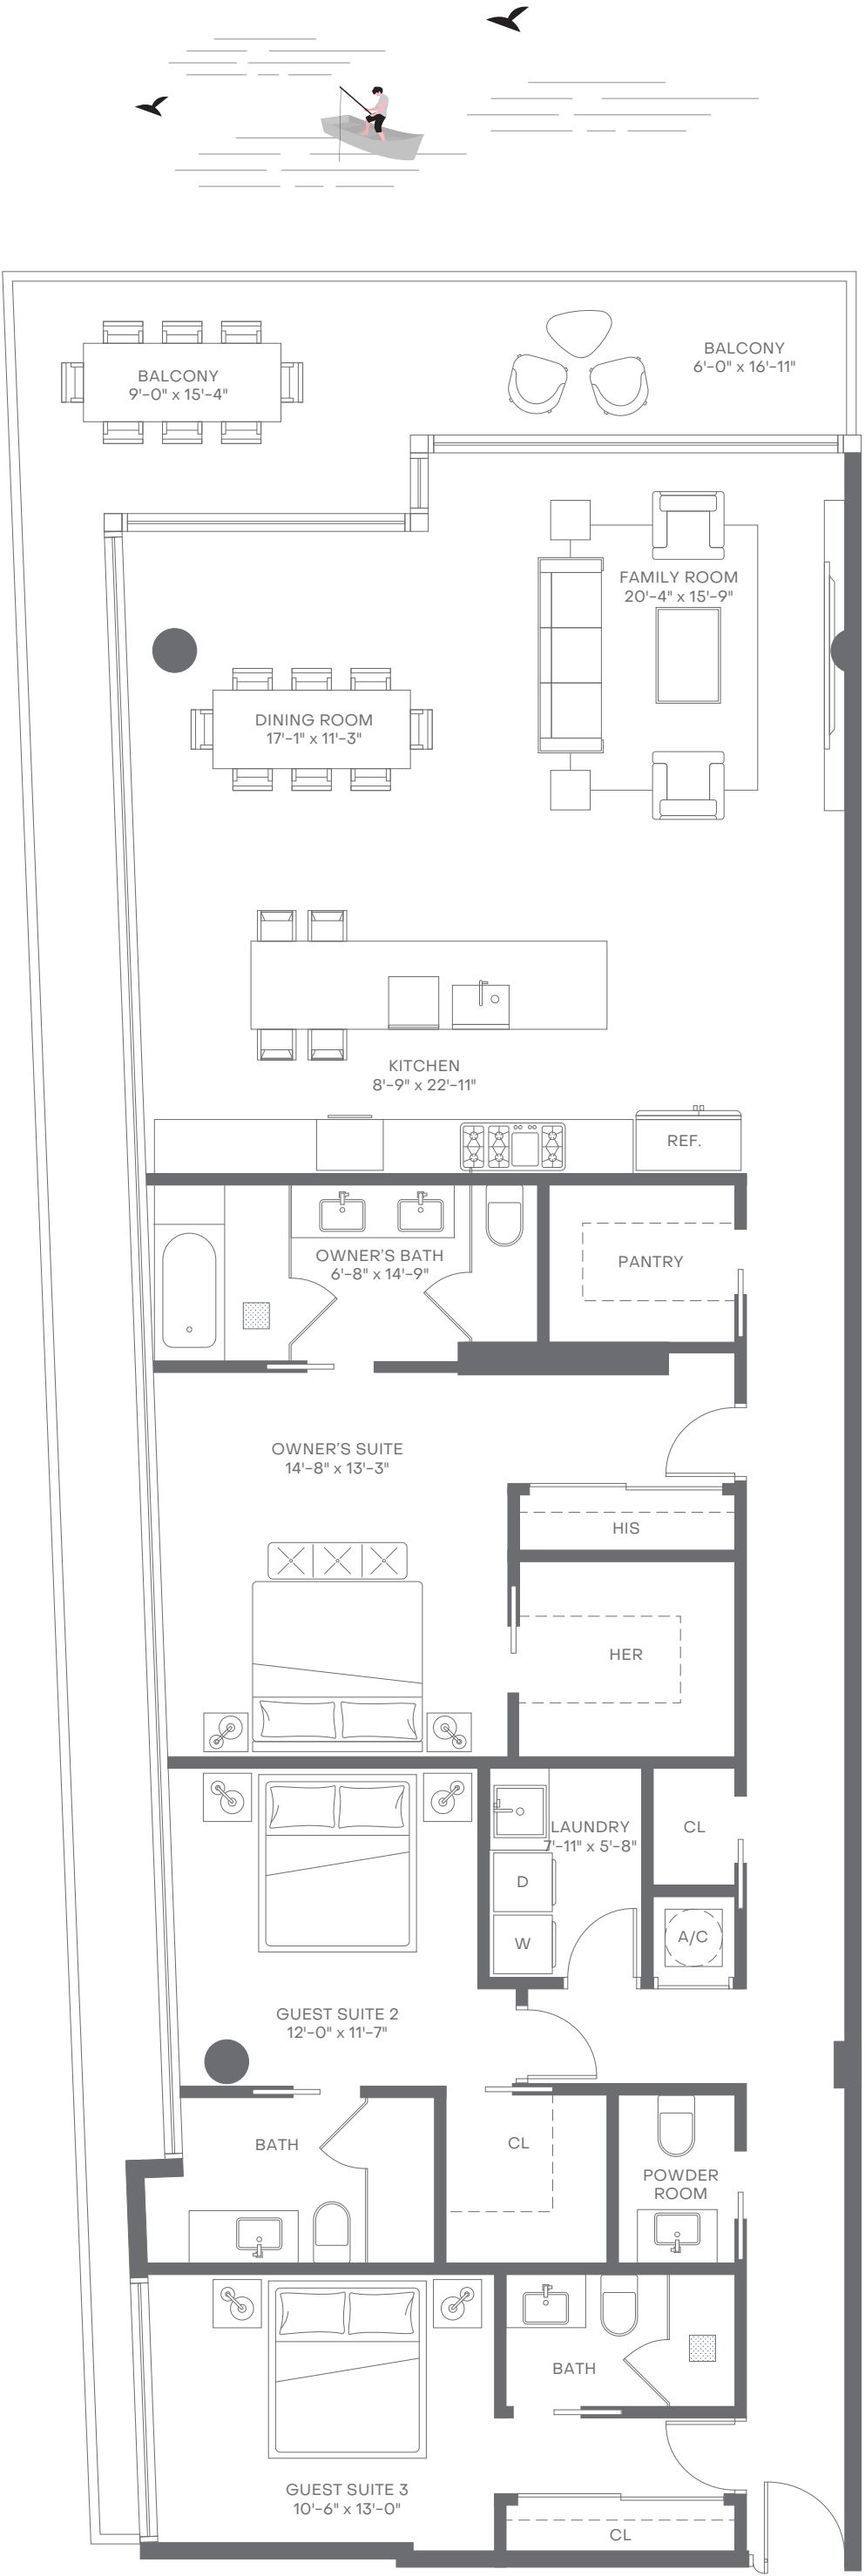 BALCONY
9'-0" x 15'-4"
BALCONY
6'-0" x 16'-11"
FAMILY ROOM
20'-4" x 15'-9"
DINING ROOM
17'-1" x 11'-3"
KITCHEN
8'-9" x 22'-11"
REF.
OWNER'S BATH
6'-8" x 14'-9"
PANTRY
OWNER'S SUITE
14'-8" x 13'-3"
HIS
HER
LAUNDRY
7'-11" x 5'-8"
CL
D
W
A/C
GUEST SUITE 2
12'-0" x 11'-7"
BATH
CL
POWDER
ROOM
BATH
GUEST SUITE 3
10'-6" x 13'-0"
CL